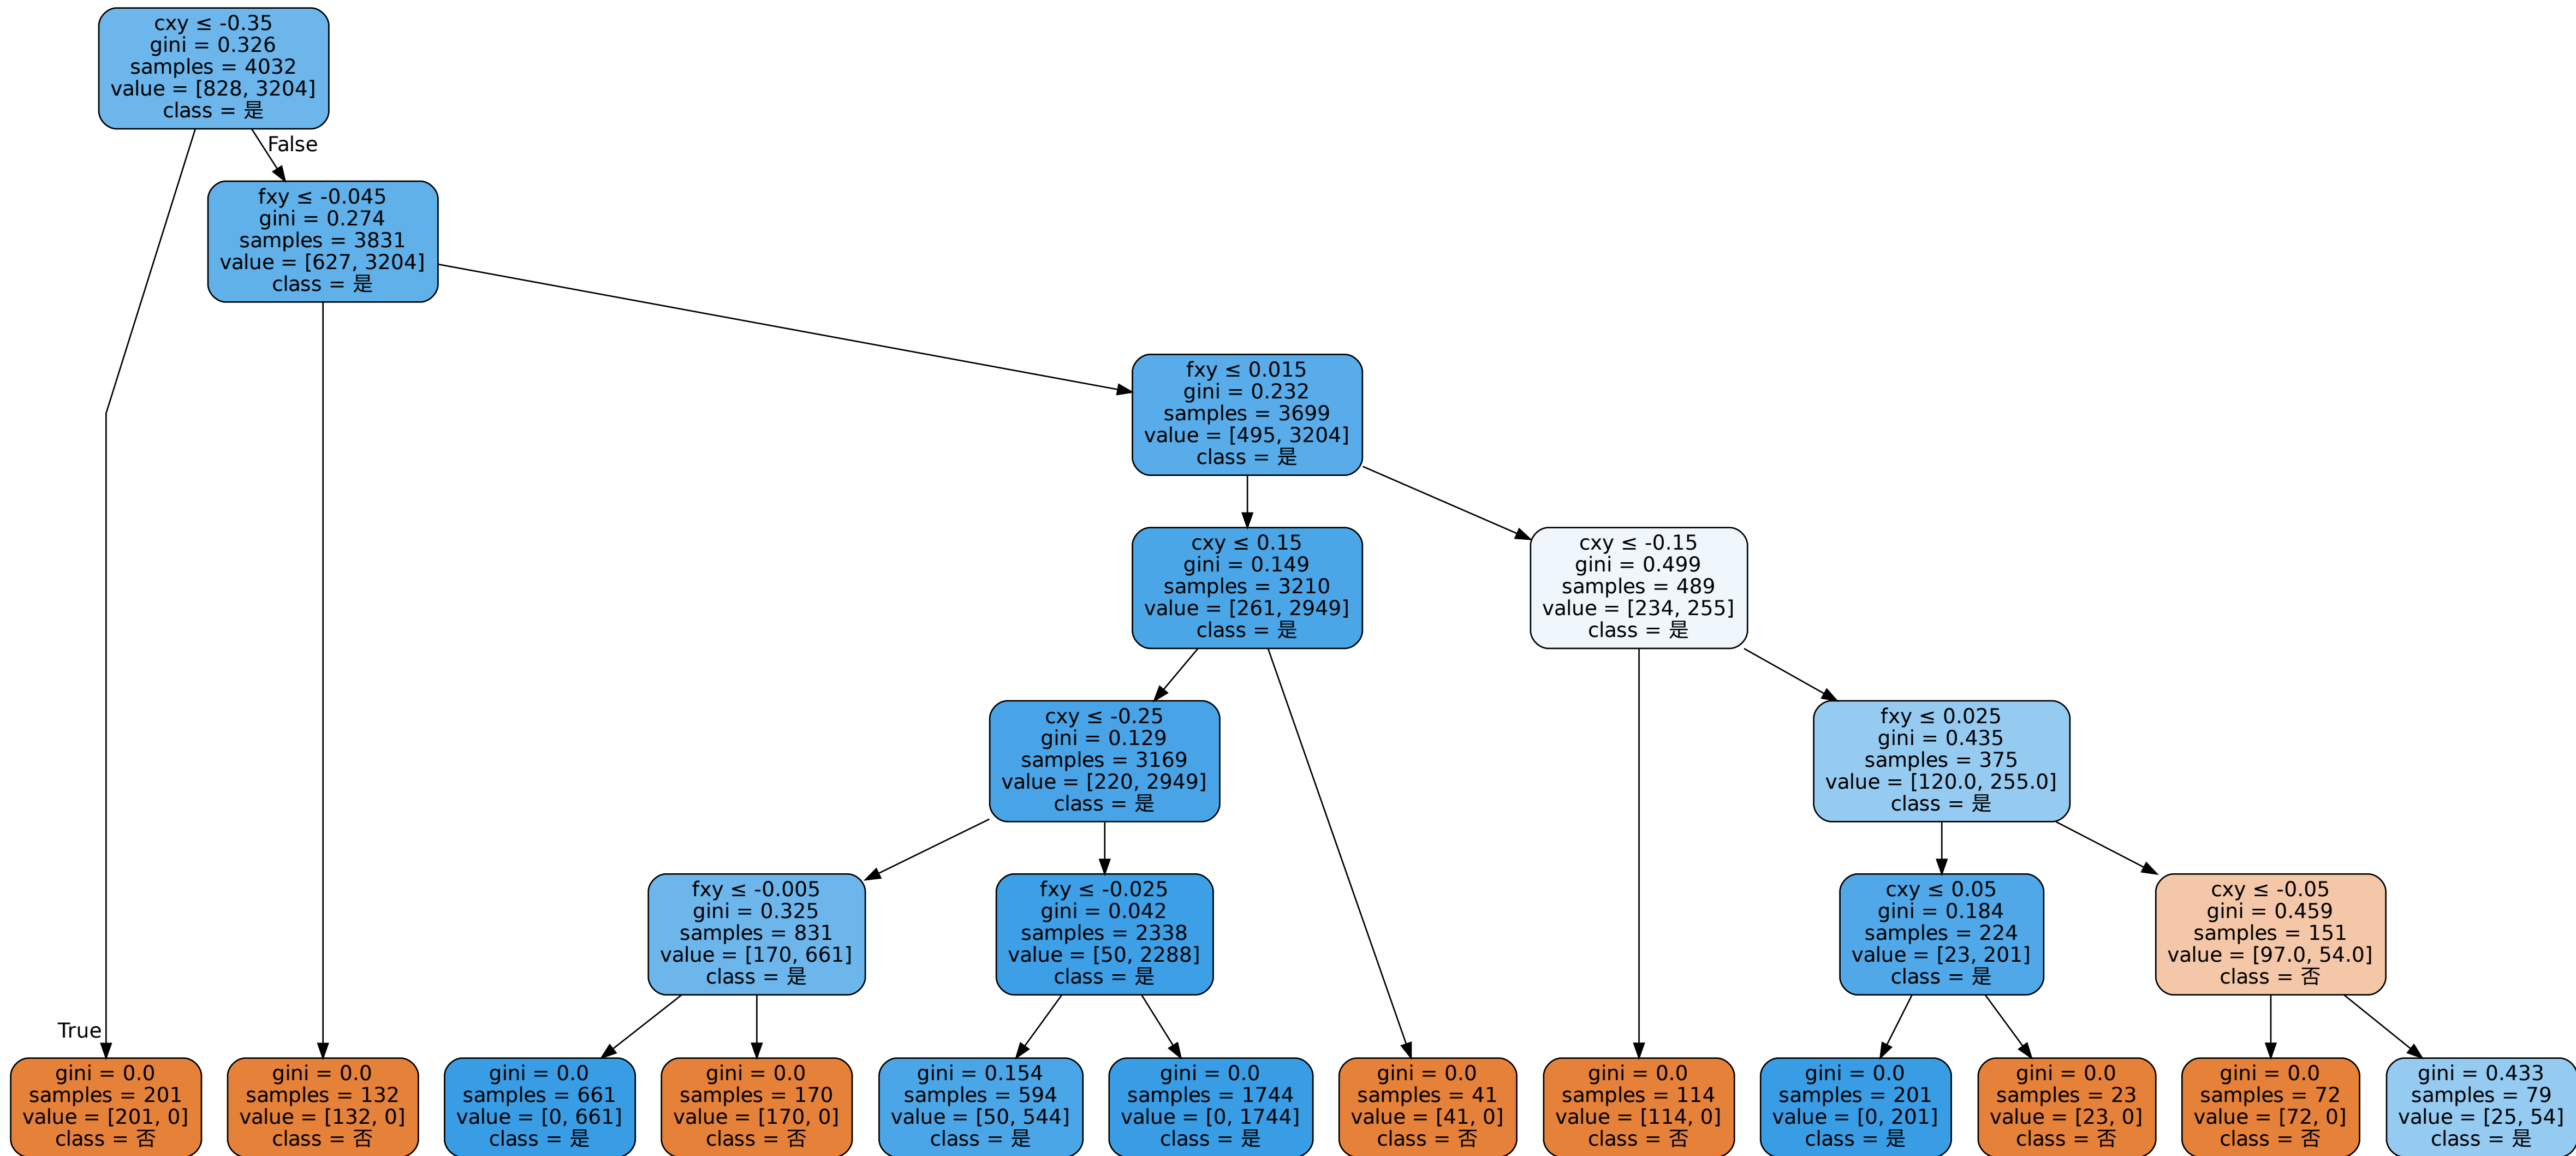 cxy ≤ -0.35
gini = 0.326
samples = 4032
value = [828, 3204]
class = 是
False
fxy ≤ -0.045
gini = 0.274
samples = 3831
value = [627, 3204]
class = 是
fxy ≤ 0.015
gini = 0.232
samples = 3699
value = [495, 3204]
class = 是
cxy ≤ 0.15
gini = 0.149
samples = 3210
value = [261, 2949]
class = 是
cxy ≤ -0.15
gini = 0.499
samples = 489
value = [234, 255]
class = 是
cxy ≤ -0.25
gini = 0.129
samples = 3169
value = [220, 2949]
class = 是
fxy ≤ 0.025
gini = 0.435
samples = 375
value = [120.0, 255.0]
class = 是
fxy ≤ -0.005
gini = 0.325
samples = 831
value = [170, 661]
class = 是
fxy ≤ -0.025
gini = 0.042
samples = 2338
value = [50, 2288]
class = 是
cxy ≤ 0.05
gini = 0.184
samples = 224
value = [23, 201]
class = 是
cxy ≤ -0.05
gini = 0.459
samples = 151
value = [97.0, 54.0]
class = 否
True
gini = 0.0
samples = 201
value = [201, 0]
class = 否
gini = 0.0
samples = 132
value = [132, 0]
class = 否
gini = 0.0
samples = 661
value = [0, 661]
class = 是
gini = 0.0
samples = 170
value = [170, 0]
class = 否
gini = 0.154
samples = 594
value = [50, 544]
class = 是
gini = 0.0
samples = 1744
value = [0, 1744]
class = 是
gini = 0.0
samples = 41
value = [41, 0]
class = 否
gini = 0.0
samples = 114
value = [114, 0]
class = 否
gini = 0.0
samples = 201
value = [0, 201]
class = 是
gini = 0.0
samples = 23
value = [23, 0]
class = 否
gini = 0.0
samples = 72
value = [72, 0]
class = 否
gini = 0.433
samples = 79
value = [25, 54]
class = 是